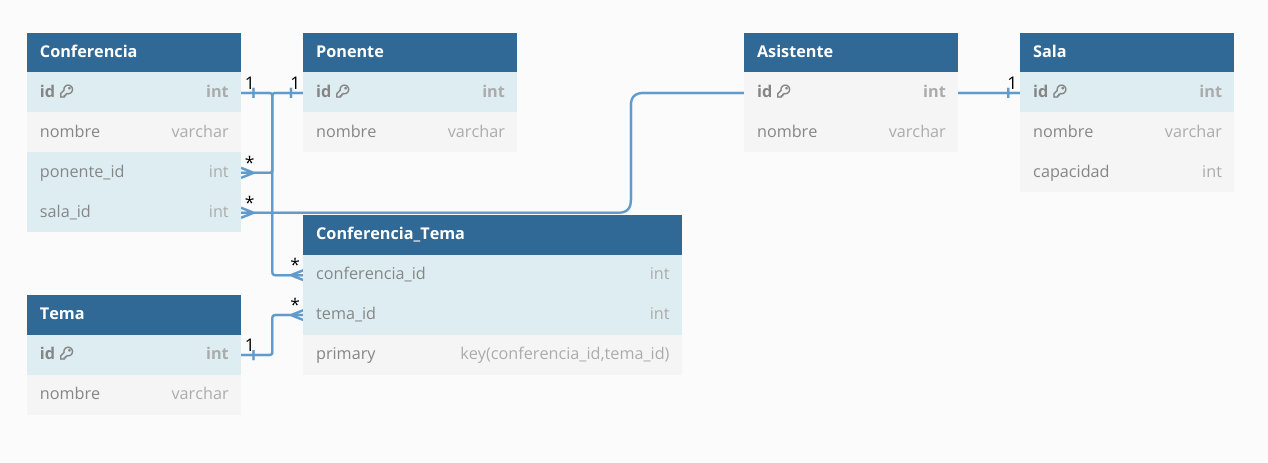 Conferencia
id int
nombre varchar
ponente_id int
sala_id int
1
*
*
Ponente
1
id int
nombre varchar
Asistente
id int
nombre varchar
Sala
1
id int
nombre varchar
capacidad int
Conferencia_Tema
*
conferencia_id int
*
tema_id int
primary key(conferencia_id,tema_id)
Tema
id int
1
nombre varchar